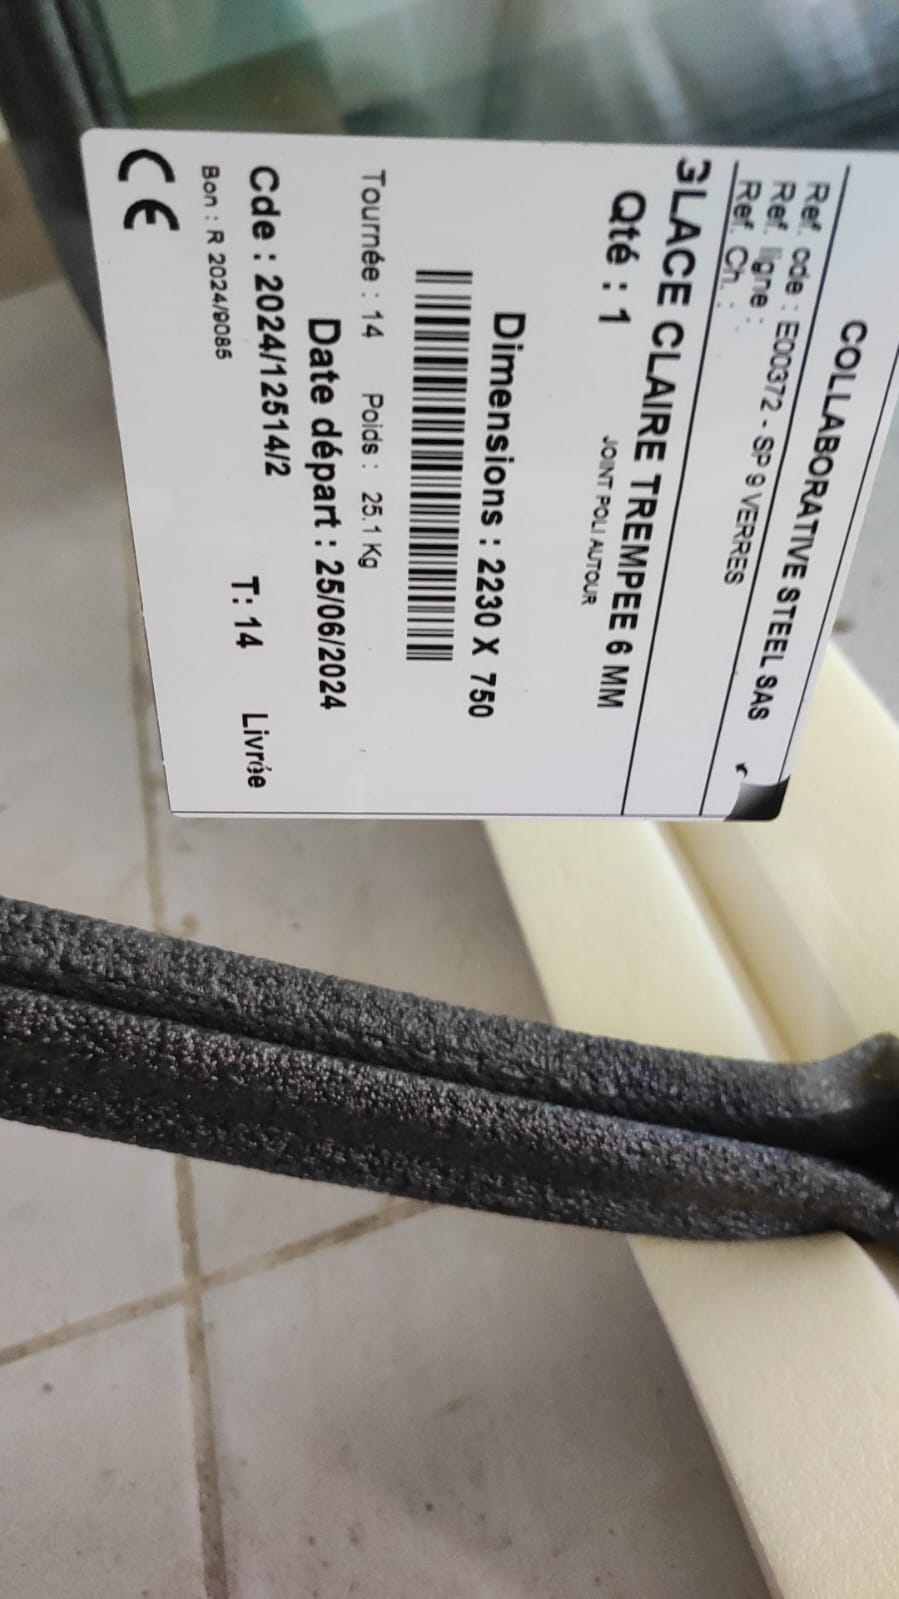 COLLABORATIVE STEEL SAS
Ref. cde : E00372 - SP 9 VERRES
Ref. ligne :
Ref. Ch. :
GLACE CLAIRE TREMPEE 6 MM
Qté : 1
JOINT POLI AUTOUR
Dimensions : 2230 X 750
Tournée : 14 Poids : 25.1 Kg
Date départ : 25/06/2024
Cde : 2024/12514/2 T: 14 Livrée
Bon : R 2024/9085
CE